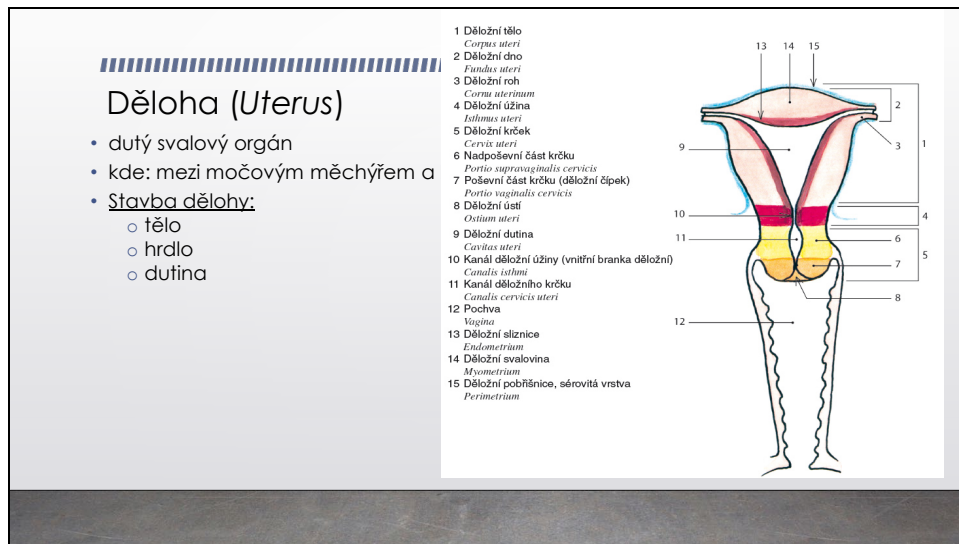 Děloha (Uterus)
• dutý svalový orgán
• kde: mezi močovým měchýřem a
• Stavba dělohy:
o tělo
o hrdlo
o dutina
1 Děložní tělo
Corpus uteri
2 Děložní dno
Fundus uteri
3 Děložní roh
Cornu uterinum
4 Děložní úžina
Isthmus uteri
5 Děložní krček
Cervix uteri
6 Nadpoševní část krčku
Portio supravaginalis cervicis
7 Poševní část krčku (děložní čípek)
Portio vaginalis cervicis
8 Děložní ústí
Ostium uteri
9 Děložní dutina
Cavitas uteri
10 Kanál děložní úžiny (vnitřní branka děložní)
Canalis isthmi
11 Kanál děložního krčku
Canalis cervicis uteri
12 Pochva
Vagina
13 Děložní sliznice
Endometrium
14 Děložní svalovina
Myometrium
15 Děložní pobřišnice, sérovitá vrstva
Perimetrium
13 14 15
2
1
3
9
10
4
11
6
5
7
8
12